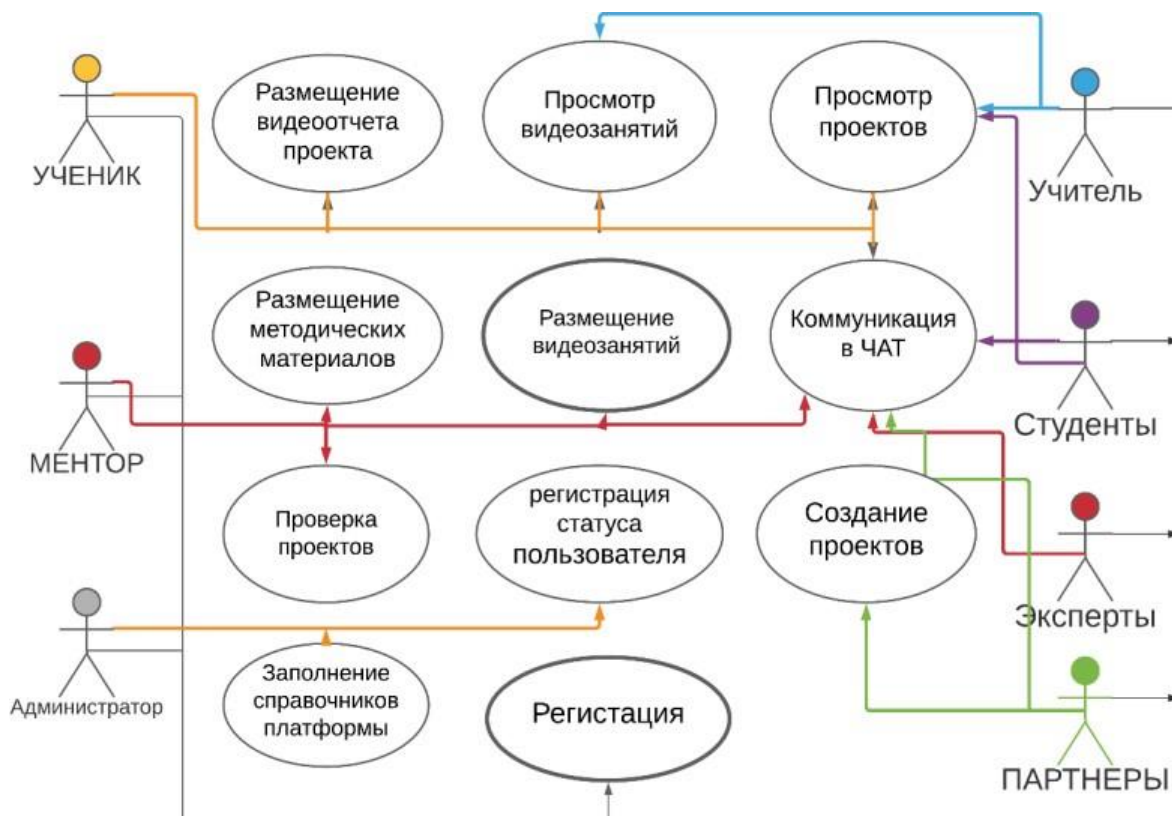 Размещение
видеоотчета
проекта
Просмотр
видеозанятий
Просмотр
проектов
УЧЕНИК
Учитель
Размещение
методических
материалов
Размещение
видеозанятий
Коммуникация
в ЧАТ
МЕНТОР
Студенты
Проверка
проектов
регистрация
статуса
пользователя
Создание
проектов
Эксперты
Администратор
Заполнение
справочников
платформы
Регистация
ПАРТНЕРЫ